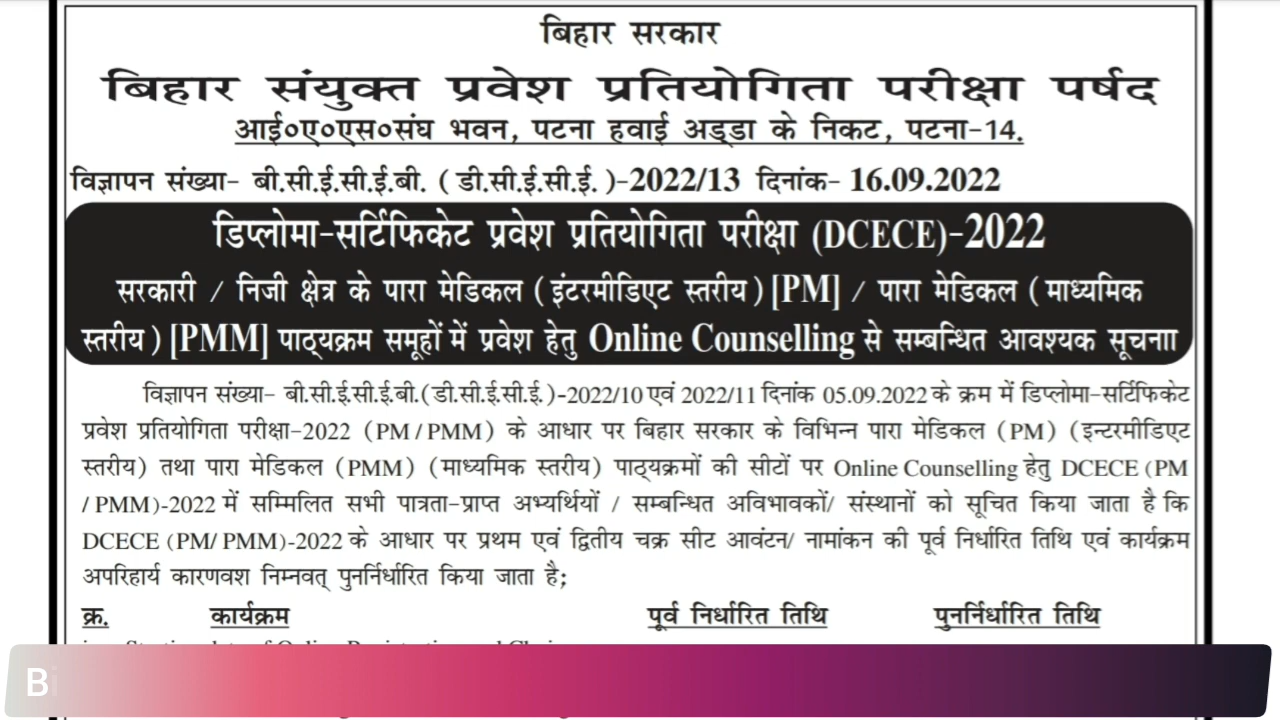 बिहार सरकार
बिहार संयुक्त प्रवेश प्रतियोगिता परीक्षा पर्षद
आई०ए०एस०संघ भवन, पटना हवाई अड्डा के निकट, पटना-14.
विज्ञापन संख्या- बी.सी.ई.सी.ई.बी. ( डी.सी.ई.सी.ई. )-2022/13 दिनांक- 16.09.2022
डिप्लोमा-सर्टिफिकेट प्रवेश प्रतियोगिता परीक्षा (DCECE)-2022
सरकारी / निजी क्षेत्र के पारा मेडिकल ( इंटरमीडिएट स्तरीय ) [PM] / पारा मेडिकल ( माध्यमिक
स्तरीय ) [PMM] पाठ्यक्रम समूहों में प्रवेश हेतु Online Counselling से सम्बन्धित आवश्यक सूचनाा
विज्ञापन संख्या- बी.सी.ई.सी.ई.बी.(डी.सी.ई.सी.ई.)-2022/10 एवं 2022/11 दिनांक 05.09.2022 के क्रम में डिप्लोमा-सर्टिफिकेट
प्रवेश प्रतियोगिता परीक्षा-2022 (PM / PMM) के आधार पर बिहार सरकार के विभिन्न पारा मेडिकल (PM) (इन्टरमीडिएट
स्तरीय) तथा पारा मेडिकल (PMM) (माध्यमिक स्तरीय) पाठ्यक्रमों की सीटों पर Online Counselling हेतु DCECE (PM
/ PMM)-2022 में सम्मिलित सभी पात्रता-प्राप्त अभ्यर्थियों / सम्बन्धित अविभावकों/ संस्थानों को सूचित किया जाता है कि
DCECE (PM/ PMM)-2022 के आधार पर प्रथम एवं द्वितीय चक्र सीट आवंटन/ नामांकन की पूर्व निर्धारित तिथि एवं कार्यक्रम
अपरिहार्य कारणवश निम्नवत् पुनर्निर्धारित किया जाता है;
क्र. कार्यक्रम पूर्व निर्धारित तिथि पुनर्निर्धारित तिथि
Bi